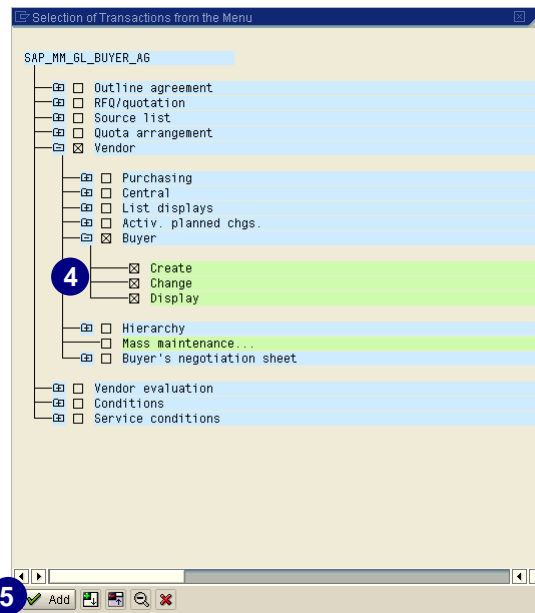 Selection of Transactions from the Menu
SAP_MM_GL_BUYER_AG
Outline agreement
RFQ/quotation
Source list
Quota arrangement
Vendor
Purchasing
Central
List displays
Activ. planned chgs.
Buyer
4
Create
Change
Display
Hierarchy
Mass maintenance...
Buyer's negotiation sheet
Vendor evaluation
Conditions
Service conditions
5
Add